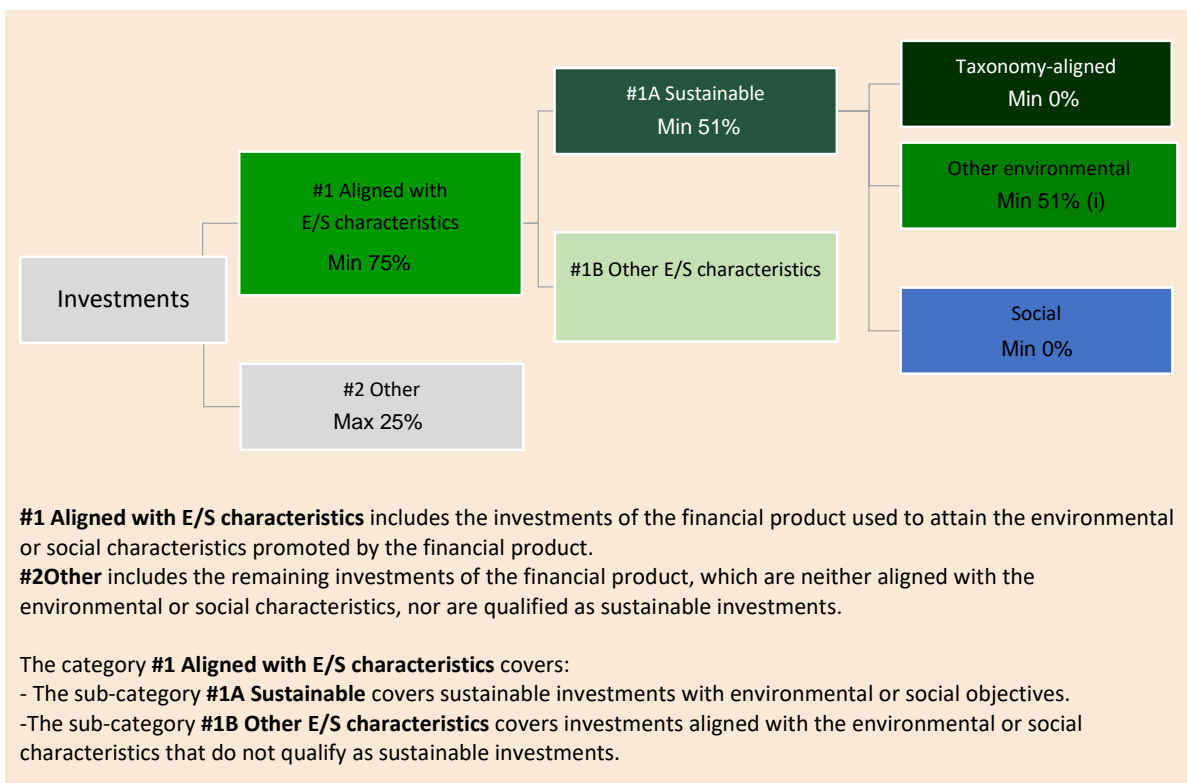 Investments
#1 Aligned with
E/S characteristics
Min 75%
#2 Other
Max 25%
#1A Sustainable
Min 51%
#1B Other E/S characteristics
Taxonomy-aligned
Min 0%
Other environmental
Min 51% (i)
Social
Min 0%
#1 Aligned with E/S characteristics includes the investments of the financial product used to attain the environmental
or social characteristics promoted by the financial product.
#2Other includes the remaining investments of the financial product, which are neither aligned with the
environmental or social characteristics, nor are qualified as sustainable investments.
The category #1 Aligned with E/S characteristics covers:
- The sub-category #1A Sustainable covers sustainable investments with environmental or social objectives.
-The sub-category #1B Other E/S characteristics covers investments aligned with the environmental or social
characteristics that do not qualify as sustainable investments.